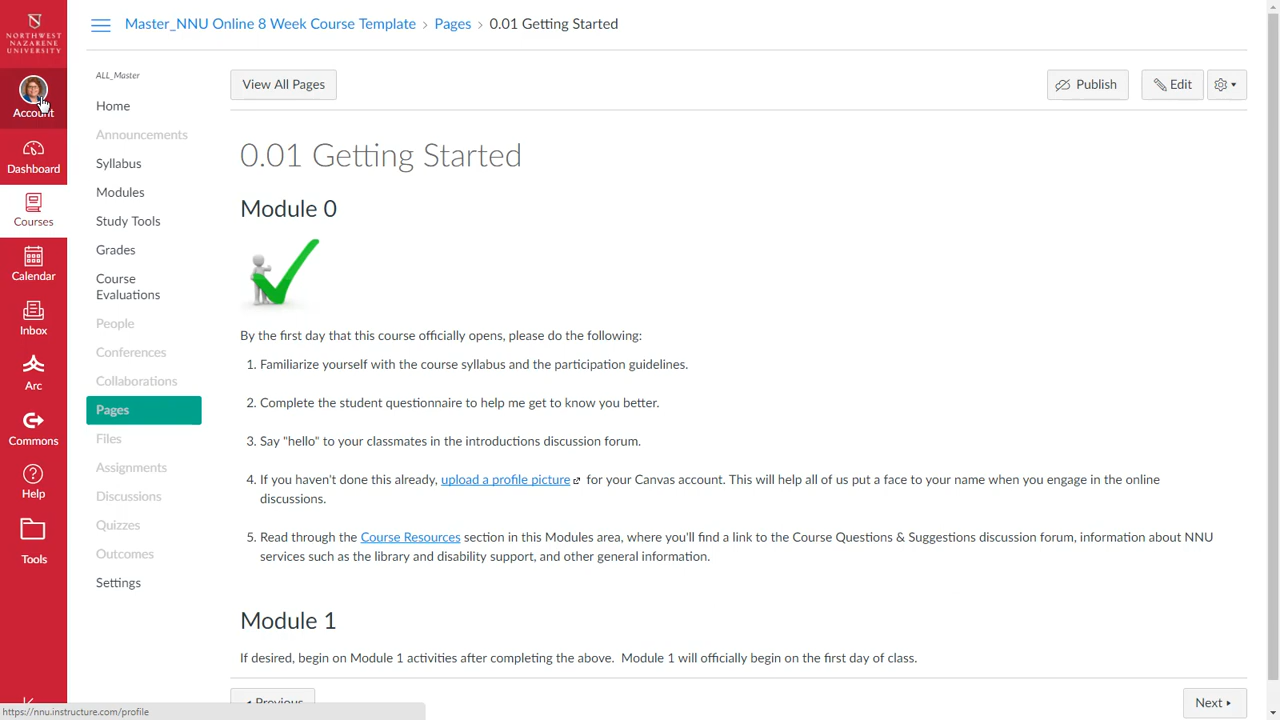 NORTHWEST
NAZARENE
UNIVERSITY
Account
Dashboard
Courses
Calendar
Inbox
Arc
Commons
Help
Tools
Master_NNU Online 8 Week Course Template > Pages > 0.01 Getting Started
ALL_Master
Home
Announcements
Syllabus
Modules
Study Tools
Grades
Course
Evaluations
People
Conferences
Collaborations
Pages
Files
Assignments
Discussions
Quizzes
Outcomes
Settings
View All Pages
Publish
Edit
0.01 Getting Started
Module 0
By the first day that this course officially opens, please do the following:
1. Familiarize yourself with the course syllabus and the participation guidelines.
2. Complete the student questionnaire to help me get to know you better.
3. Say "hello" to your classmates in the introductions discussion forum.
4. If you haven't done this already, upload a profile picture for your Canvas account. This will help all of us put a face to your name when you engage in the online
discussions.
5. Read through the Course Resources section in this Modules area, where you'll find a link to the Course Questions & Suggestions discussion forum, information about NNU
services such as the library and disability support, and other general information.
Module 1
If desired, begin on Module 1 activities after completing the above. Module 1 will officially begin on the first day of class.
Previous
Next
https://nnu.instructure.com/profile